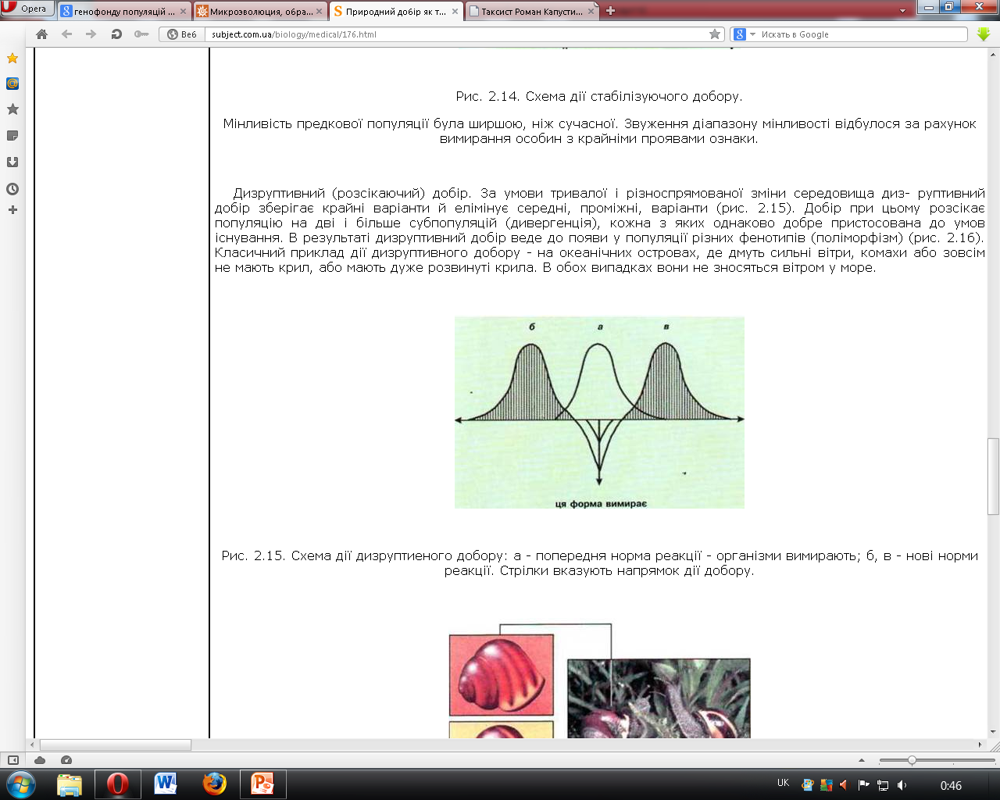 Opera
генофонду популяцій ...
Микрозволюция, обра...
Природний добір як т...
Таксист Роман Капусти...
Веб
subject.com.ua/biology/medical/176.html
Искать в Google
Рис. 2.14. Схема дії стабілізуючого добору.
Мінливість предкової популяції була ширшою, ніж сучасної. Звуження діапазону мінливості відбулося за рахунок
вимирання особин з крайніми проявами ознаки.
Дизруптивний (розсікаючий) добір. За умови тривалої і різноспрямованої зміни середовища диз- руптивний
добір зберігає крайні варіанти й елімінує середні, проміжні, варіанти (рис. 2.15). Добір при цьому розсікає
популяцію на дві і більше субпопуляцій (дивергенція), кожна з яких однаково добре пристосована до умов
існування. В результаті дизруптивний добір веде до появи у популяції різних фенотипів (поліморфізм) (рис. 2.16).
Класичний приклад дії дизруптивного добору - на океанічних островах, де дмуть сильні вітри, комахи або зовсім
не мають крил, або мають дуже розвинуті крила. В обох випадках вони не зносяться вітром у море.
б а в
ця форма вимирає
Рис. 2.15. Схема дії дизруптиеного добору: а - попередня норма реакції - організми вимирають; б, в - нові норми
реакції. Стрілки вказують напрямок дії добору.
UK
0:46